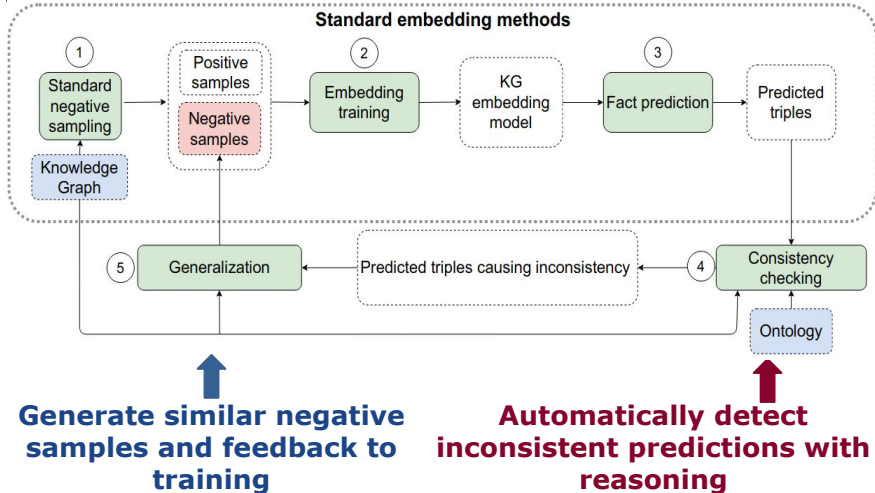 Standard embedding methods
1
2
3
Standard
negative
sampling
Positive
samples
Negative
samples
Embedding
training
KG
embedding
model
Fact prediction
Predicted
triples
Knowledge
Graph
5
Generalization
Predicted triples causing inconsistency
4
Consistency
checking
Ontology
Generate similar negative
samples and feedback to
training
Automatically detect
inconsistent predictions with
reasoning